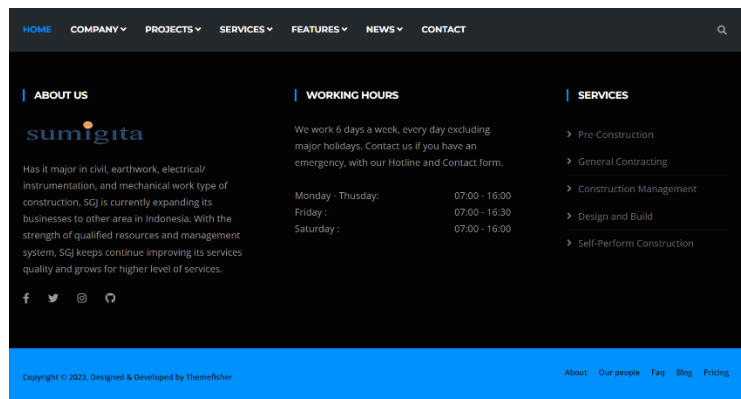 HOME COMPANY PROJECTS SERVICES FEATURES NEWS CONTACT
ABOUT US
sumigita
Has it major in civil, earthwork, electrical/
instrumentation, and mechanical work type of
construction, SGJ is currently expanding its
businesses to other area in Indonesia. With the
strength of qualified resources and management
system, SGJ keeps continue improving its services
quality and grows for higher level of services.
WORKING HOURS
We work 6 days a week, every day excluding
major holidays. Contact us if you have an
emergency, with our Hotline and Contact form.
Monday - Thusday: 07:00 - 16:00
Friday : 07:00 - 16:30
Saturday : 07:00 - 16:00
SERVICES
Pre-Construction
General Contracting
Construction Management
Design and Build
Self-Perform Construction
Copyright © 2023, Designed & Developed by Themefisher
About Our people Faq Blog Pricing